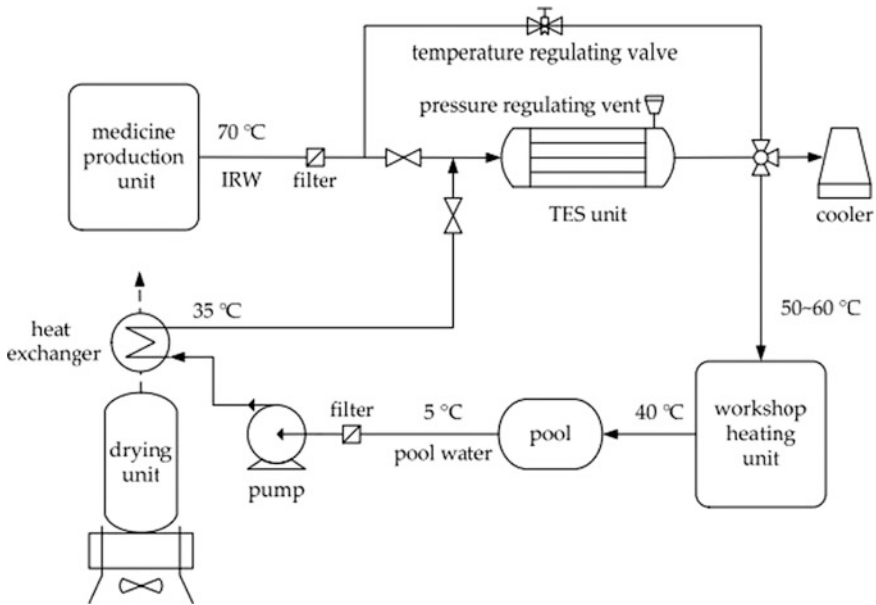 temperature regulating valve
pressure regulating vent
medicine
production
unit
70 °C
IRW
filter
TES unit
cooler
50~60 °C
35 °C
heat
exchanger
drying
unit
pump
filter
5 °C
pool water
pool
40 °C
workshop
heating
unit